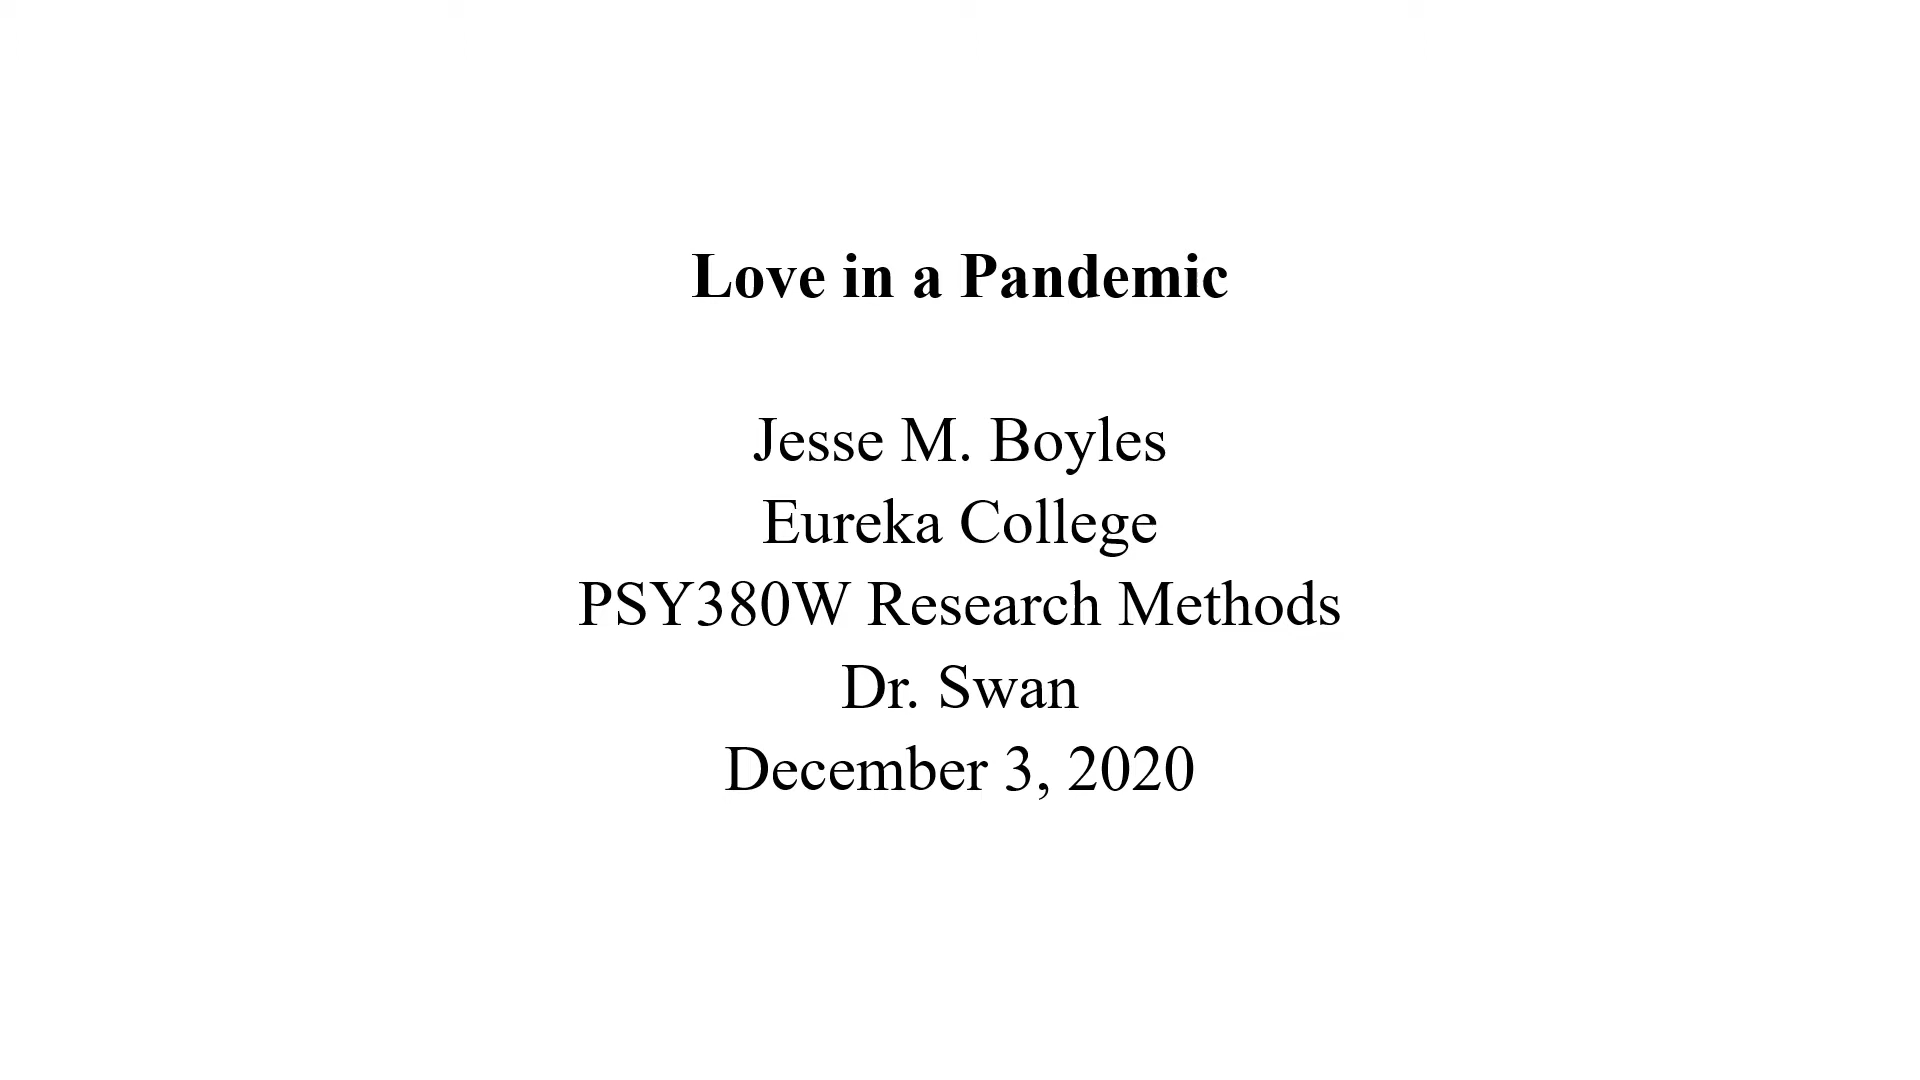 Love in a Pandemic
Jesse M. Boyles
Eureka College
PSY380W Research Methods
Dr. Swan
December 3, 2020